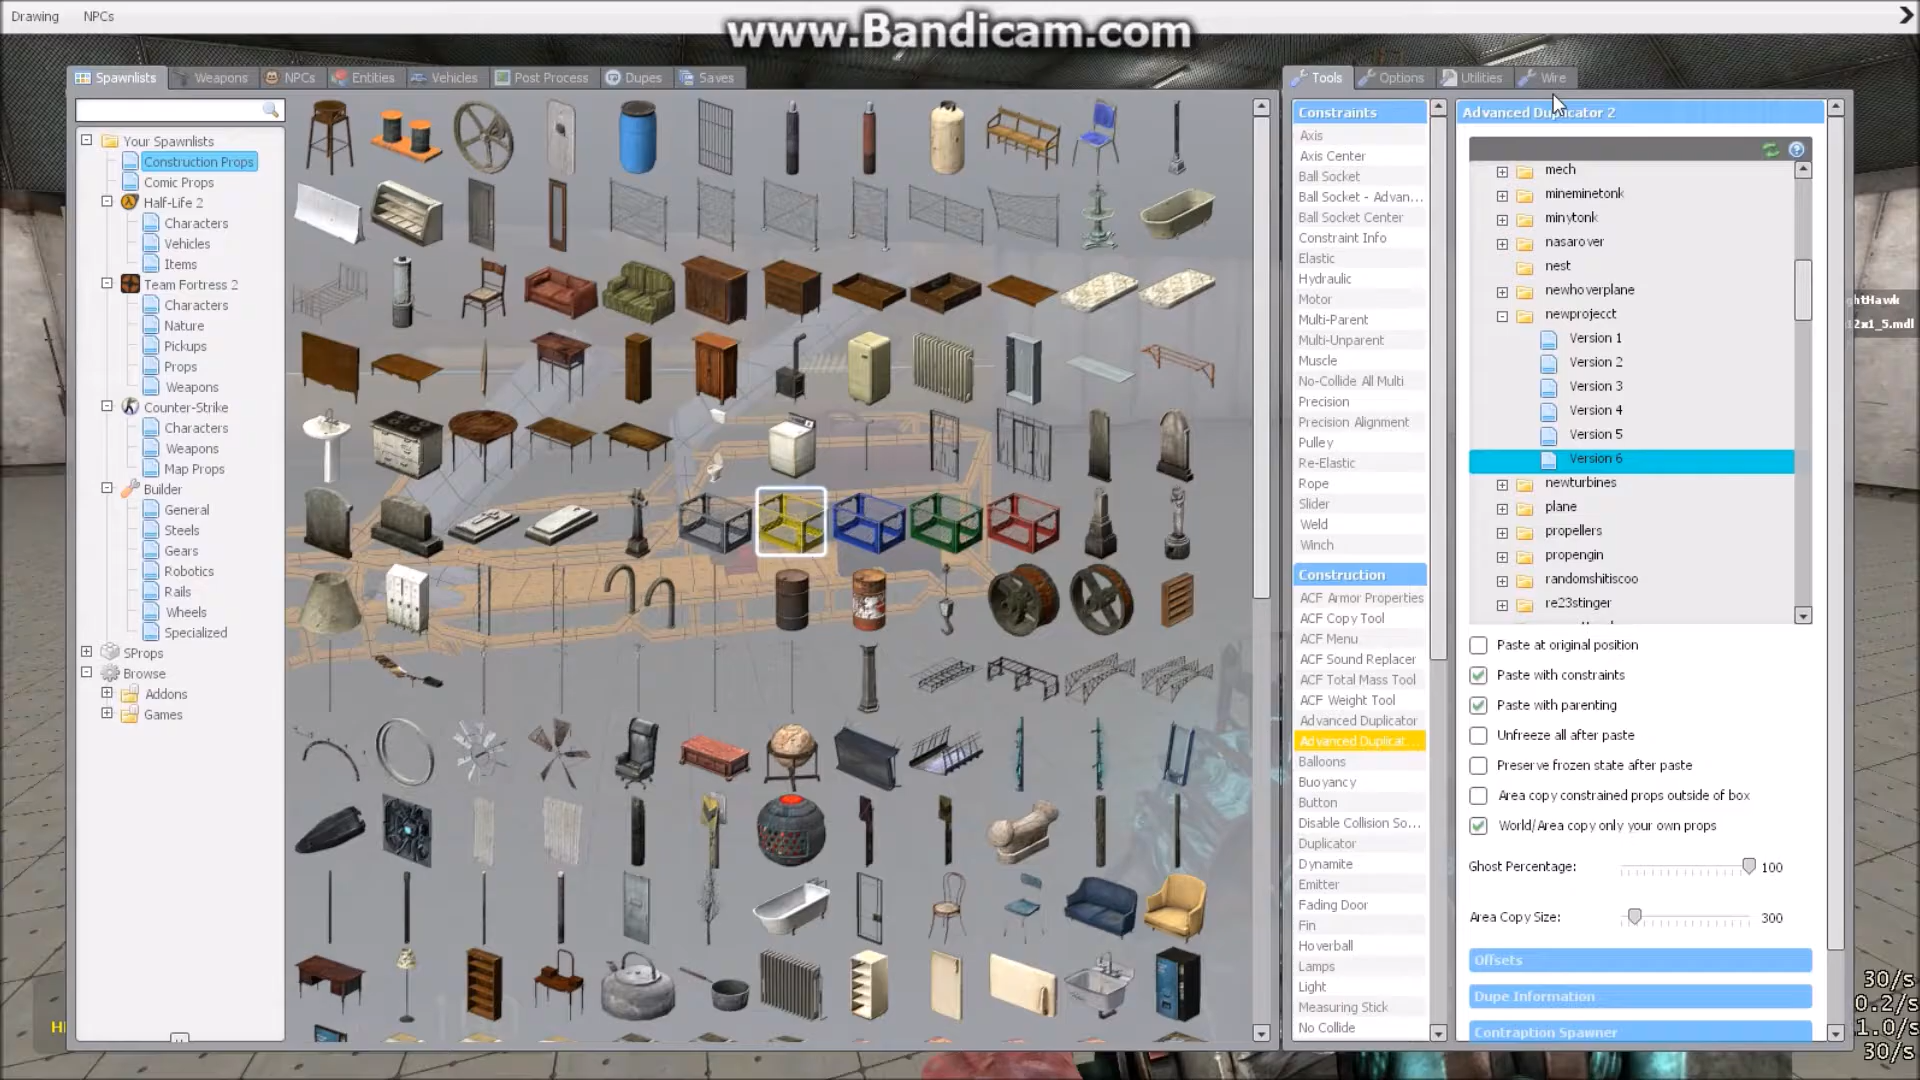 Drawing NPCs
www.Bandicam.com
Spawnlists Weapons NPCs Entities Vehicles Post Process Dupes Saves
Your Spawnlists
Construction Props
Comic Props
Half-Life 2
Characters
Vehicles
Items
Team Fortress 2
Characters
Nature
Pickups
Props
Weapons
Counter-Strike
Characters
Weapons
Map Props
Builder
General
Steels
Gears
Robotics
Rails
Wheels
Specialized
SProps
Browse
Addons
Games
Tools Options Utilities Wire
Constraints
Axis
Axis Center
Ball Socket
Ball Socket - Advan...
Ball Socket Center
Constraint Info
Elastic
Hydraulic
Motor
Multi-Parent
Multi-Unparent
Muscle
No-Collide All Multi
Precision
Precision Alignment
Pulley
Re-Elastic
Rope
Slider
Weld
Winch
Construction
ACF Armor Properties
ACF Copy Tool
ACF Menu
ACF Sound Replacer
ACF Total Mass Tool
ACF Weight Tool
Advanced Duplicator
Advanced Duplicat...
Balloons
Buoyancy
Button
Disable Collision So...
Duplicator
Dynamite
Emitter
Fading Door
Fin
Hoverball
Lamps
Light
Measuring Stick
No Collide
Advanced Duplicator 2
mech
mineminetonk
minytonk
nasarover
nest
newhoverplane
newprojecct
Version 1
Version 2
Version 3
Version 4
Version 5
Version 6
newturbines
plane
propellers
propengin
randomshitiscoo
re23stinger
Paste at original position
Paste with constraints
Paste with parenting
Unfreeze all after paste
Preserve frozen state after paste
Area copy constrained props outside of box
World/Area copy only your own props
Ghost Percentage: 100
Area Copy Size: 300
Offsets
Dupe Information
Contraption Spawner
ghtHawk
12x1_5.mdl
30/s
0.2/s
1.0/s
30/s